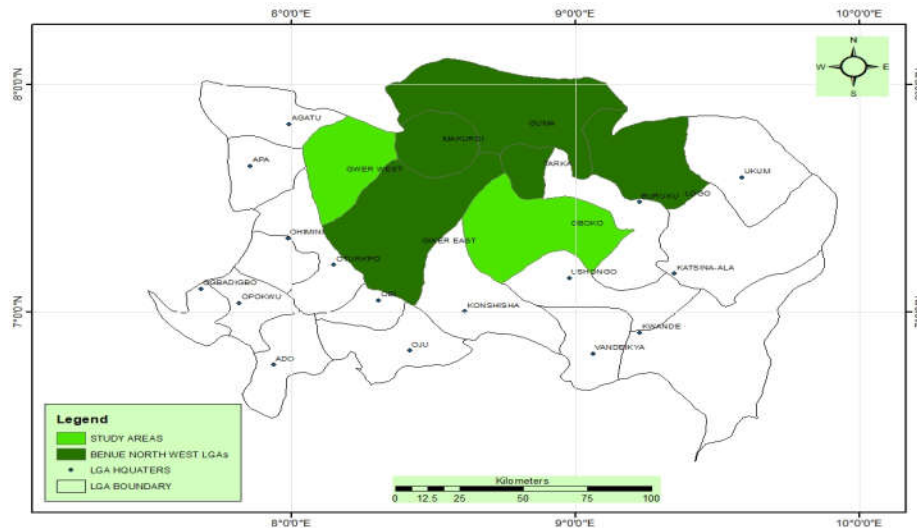 8°0'0"E 9°0'0"E 10°0'0"E
N
W E
S
8°0'0"N
AGATU
GUMA
MAKURDI
APA
GWER WEST
TARKA
UKUM
BURUKU LOGO
GBOKO
OHIMINI
GWER EAST
OTURKPO
USHONGO
KATSINA-ALA
OGBADIGBO
OPOKWU
OBI
KONSHISHA
7°0'0"N
KWANDE
OJU
VANDEIKYA
ADO
Legend
STUDY AREAS
BENUE NORTH WEST LGAs
LGA HQUATERS
LGA BOUNDARY
Kilometers
0 5 12.5 25 50 75 100
8°0'0"E 9°0'0"E 10°0'0"E